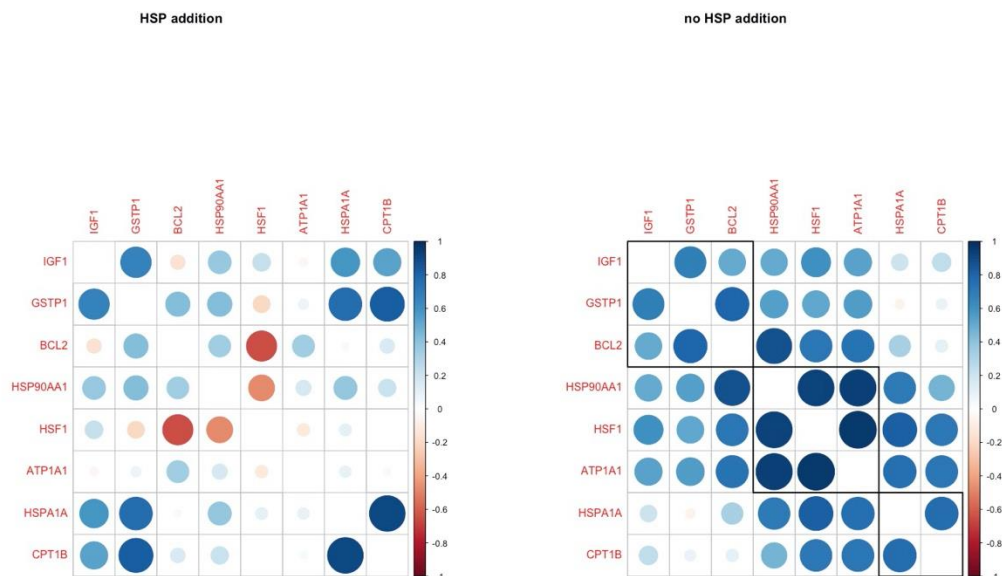 HSP addition
no HSP addition
IGF1
GSTP1
BCL2
HSP90AA1
HSF1
ATP1A1
HSPA1A
CPT1B
IGF1
GSTP1
BCL2
HSP90AA1
HSF1
ATP1A1
HSPA1A
CPT1B
1
0.8
0.6
0.4
0.2
0
-0.2
-0.4
-0.6
-0.8
-1
IGF1
GSTP1
BCL2
HSP90AA1
HSF1
ATP1A1
HSPA1A
CPT1B
IGF1
GSTP1
BCL2
HSP90AA1
HSF1
ATP1A1
HSPA1A
CPT1B
1
0.8
0.6
0.4
0.2
0
-0.2
-0.4
-0.6
-0.8